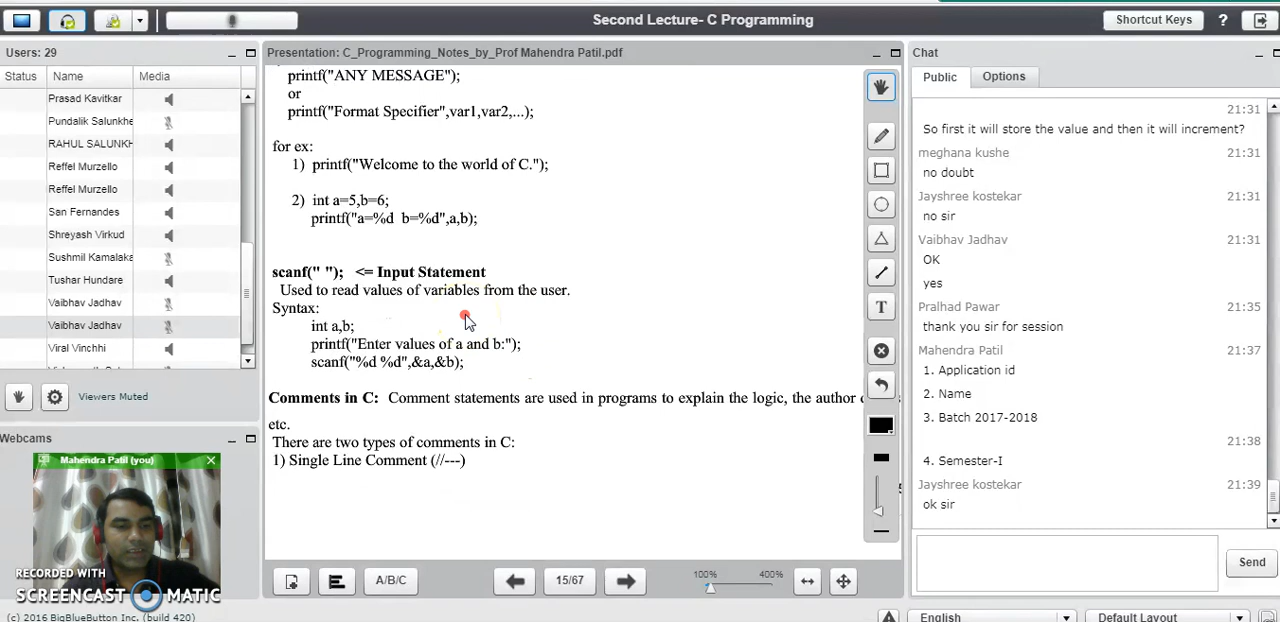 Second Lecture- C Programming
Shortcut Keys
?
Users: 29
Status Name Media
Prasad Kavitkar
Pundalik Salunkhe
RAHUL SALUNKH
Reffel Murzello
Reffel Murzello
San Fernandes
Shreyash Virkud
Sushmil Kamalaka
Tushar Hundare
Vaibhav Jadhav
Vaibhav Jadhav
Viral Vinchhi
Viewers Muted
Webcams
Mahendra Patil (you)
RECORDED WITH
SCREENCAST MATIC
(c) 2016 BigBlueButton Inc. (build 420)
Presentation: C_Programming_Notes_by_Prof Mahendra Patil.pdf
printf("ANY MESSAGE");
or
printf("Format Specifier",var1,var2,...);
for ex:
1) printf("Welcome to the world of C.");
2) int a=5,b=6;
printf("a=%d b=%d",a,b);
scanf(" "); <= Input Statement
Used to read values of variables from the user.
Syntax:
int a,b;
printf("Enter values of a and b:");
scanf("%d %d",&a,&b);
Comments in C: Comment statements are used in programs to explain the logic, the author
etc.
There are two types of comments in C:
1) Single Line Comment (//---)
T
A/B/C
15/67
100%
400%
Chat
Public
Options
21:31
So first it will store the value and then it will increment?
meghana kushe 21:31
no doubt
Jayshree kostekar 21:31
no sir
Vaibhav Jadhav 21:31
OK
yes
Pralhad Pawar 21:35
thank you sir for session
Mahendra Patil 21:37
1. Application id
2. Name
3. Batch 2017-2018
21:38
4. Semester-I
Jayshree kostekar 21:39
ok sir
Send
English
Default Layout